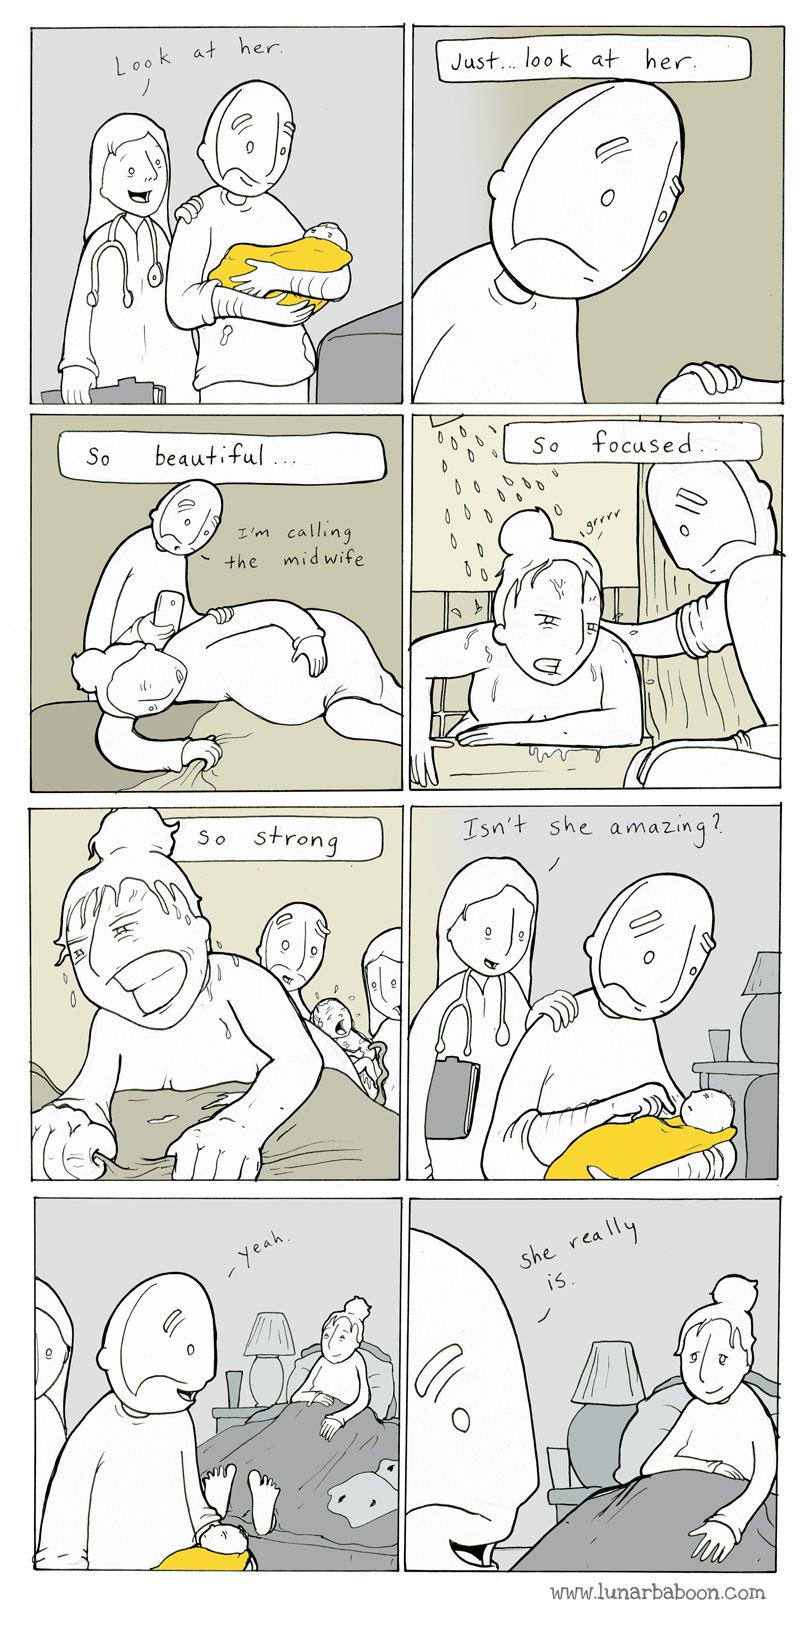 Look at her.
Just... look at her.
So beautiful...
I'm calling
the midwife
So focused..
grrrr
So strong
Isn't she amazing?
yeah.
she really
is.
www.lunarbaboon.com